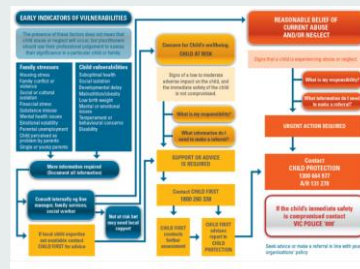 EARLY INDICATORS OF VULNERABILITIES
The presence of these factors does not mean that
child abuse or neglect will occur, but practitioners
should use their professional judgement to assess
their significance in a particular child or family
Family stressors
Housing stress
Family conflict or
violence
Social or cultural
isolation
Financial stress
Substance misuse
Mental health issues
Emotional volatility
Parental unemployment
Child perceived as
problem by parents
Single or young parents
Child vulnerabilities
Suboptimal health
Social isolation
Developmental delay
Low birth weight
Mental or emotional
issues
Temperament or
behavioural concerns
Disability
More information required
(Document all information)
Consult internally eg line
manager, family services,
social worker
Not at risk but
may need local
support
If local child expertise
not available contact
CHILD FIRST for advice
Concern for Child's wellbeing
CHILD AT RISK
Signs of a low to moderate
adverse impact on the child, and
the immediate safety of the child
is not compromised.
What is my responsibility?
What information do I
need to make a referral?
SUPPORT OR ADVICE
IS REQUIRED
Contact CHILD FIRST
CHILD FIRST
conducts
further
assessment
CHILD FIRST
advises
report to
CHILD
PROTECTION
REASONABLE BELIEF OF
CURRENT ABUSE
AND/OR NEGLECT
Signs that a child is experiencing abuse or neglect.
What is my responsibility?
What information do I need
to make a referral?
URGENT ACTION REQUIRED
Contact
CHILD PROTECTION
1300 664 977
A/H 131 278
If the child's immediate safety
is compromised contact
VIC POLICE '000'
Seek advice or make a referral in line with your
organisations' policy